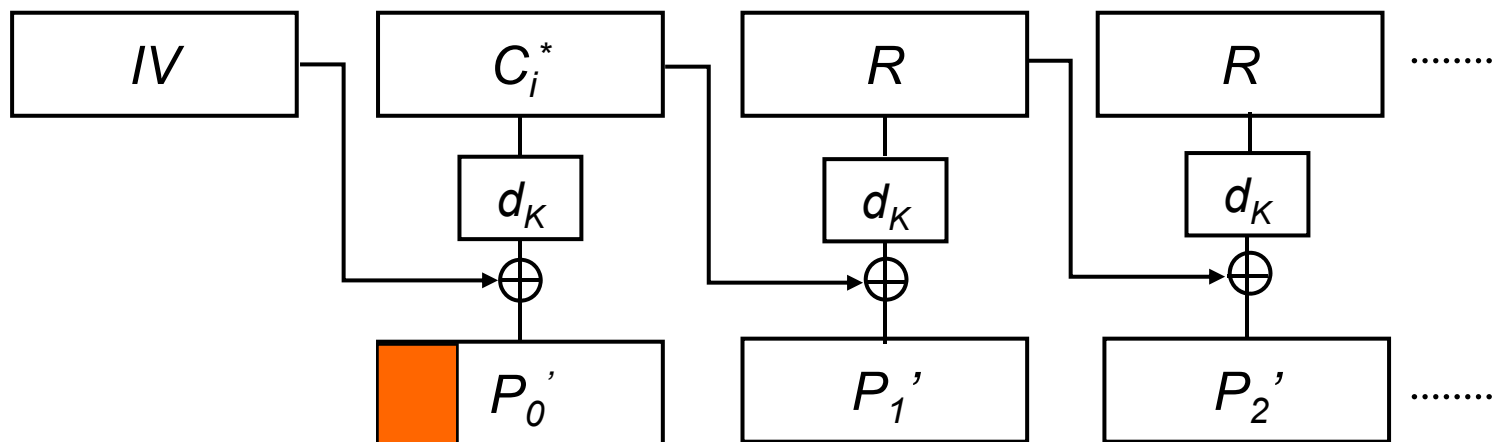 IV C_i^* R R ........
d_K d_K d_K
P_0' P_1' P_2' ........